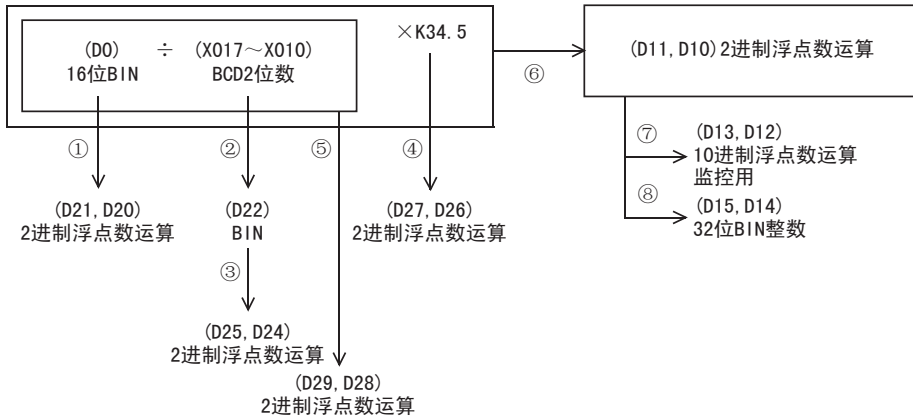 (D0) ÷ (X017～X010) ×K34.5
16位BIN BCD2位数
⑥
(D11, D10)2进制浮点数运算
① ② ⑤ ④
(D21, D20)
2进制浮点数运算
(D22)
BIN
(D27, D26)
2进制浮点数运算
③
(D25, D24)
2进制浮点数运算
(D29, D28)
2进制浮点数运算
⑦
(D13, D12)
10进制浮点数运算
监控用
⑧
(D15, D14)
32位BIN整数